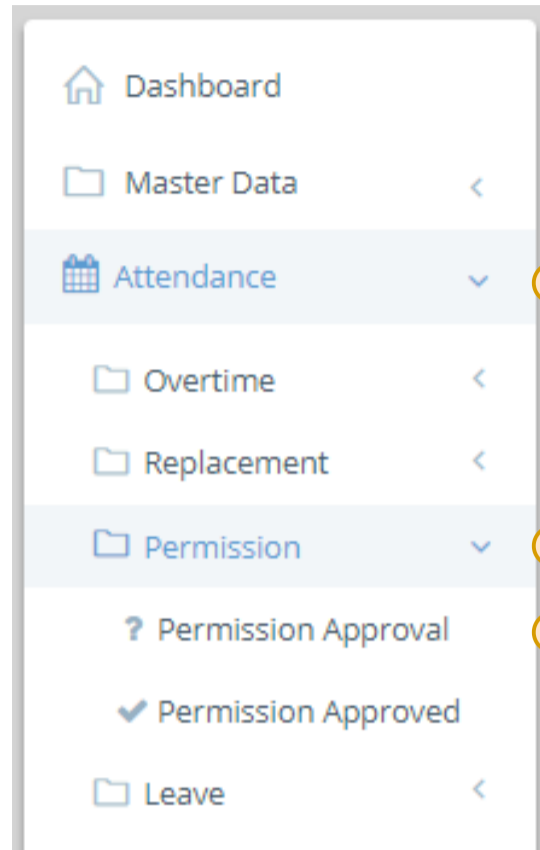 Dashboard
Master Data
Attendance
Overtime
Replacement
Permission
? Permission Approval
Permission Approved
Leave